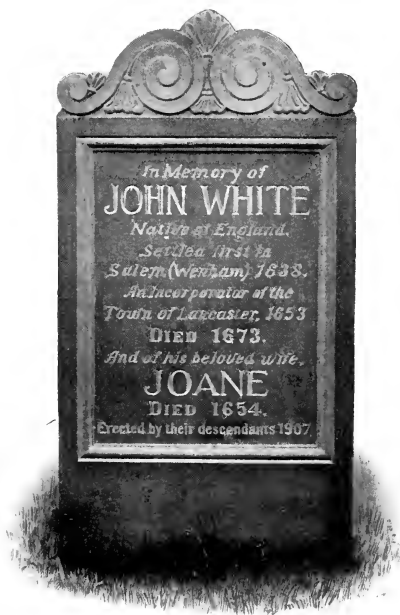 In Memory of
JOHN WHITE
Native of England.
Settled first in
Salem (Wenham) 1638.
An Incorporator of the
Town of Lancaster, 1653
DIED 1673.
And of his beloved wife,
JOANE
DIED 1654.
Erected by their descendants 1907